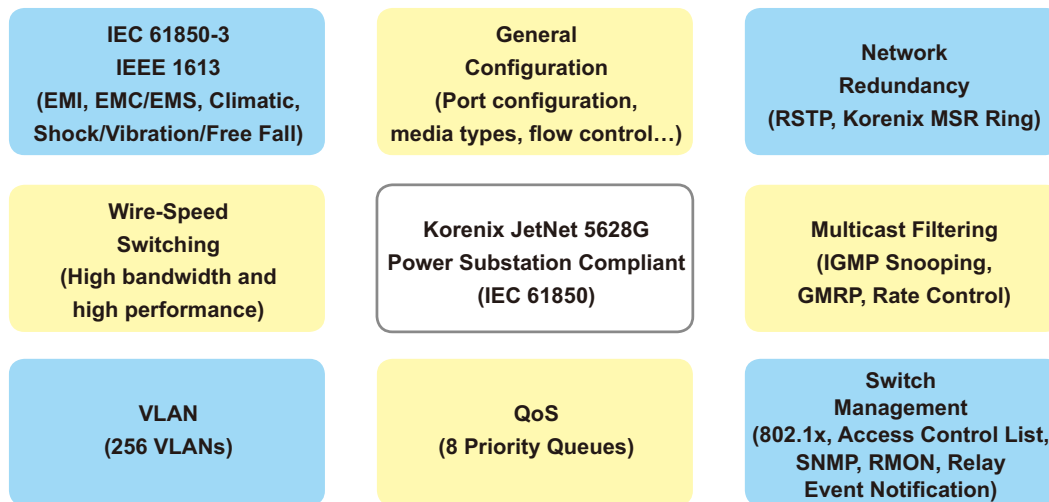 IEC 61850-3
IEEE 1613
(EMI, EMC/EMS, Climatic,
Shock/Vibration/Free Fall)
General
Configuration
(Port configuration,
media types, flow control…)
Network
Redundancy
(RSTP, Korenix MSR Ring)
Wire-Speed
Switching
(High bandwidth and
high performance)
Korenix JetNet 5628G
Power Substation Compliant
(IEC 61850)
Multicast Filtering
(IGMP Snooping,
GMRP, Rate Control)
VLAN
(256 VLANs)
QoS
(8 Priority Queues)
Switch
Management
(802.1x, Access Control List,
SNMP, RMON, Relay
Event Notification)